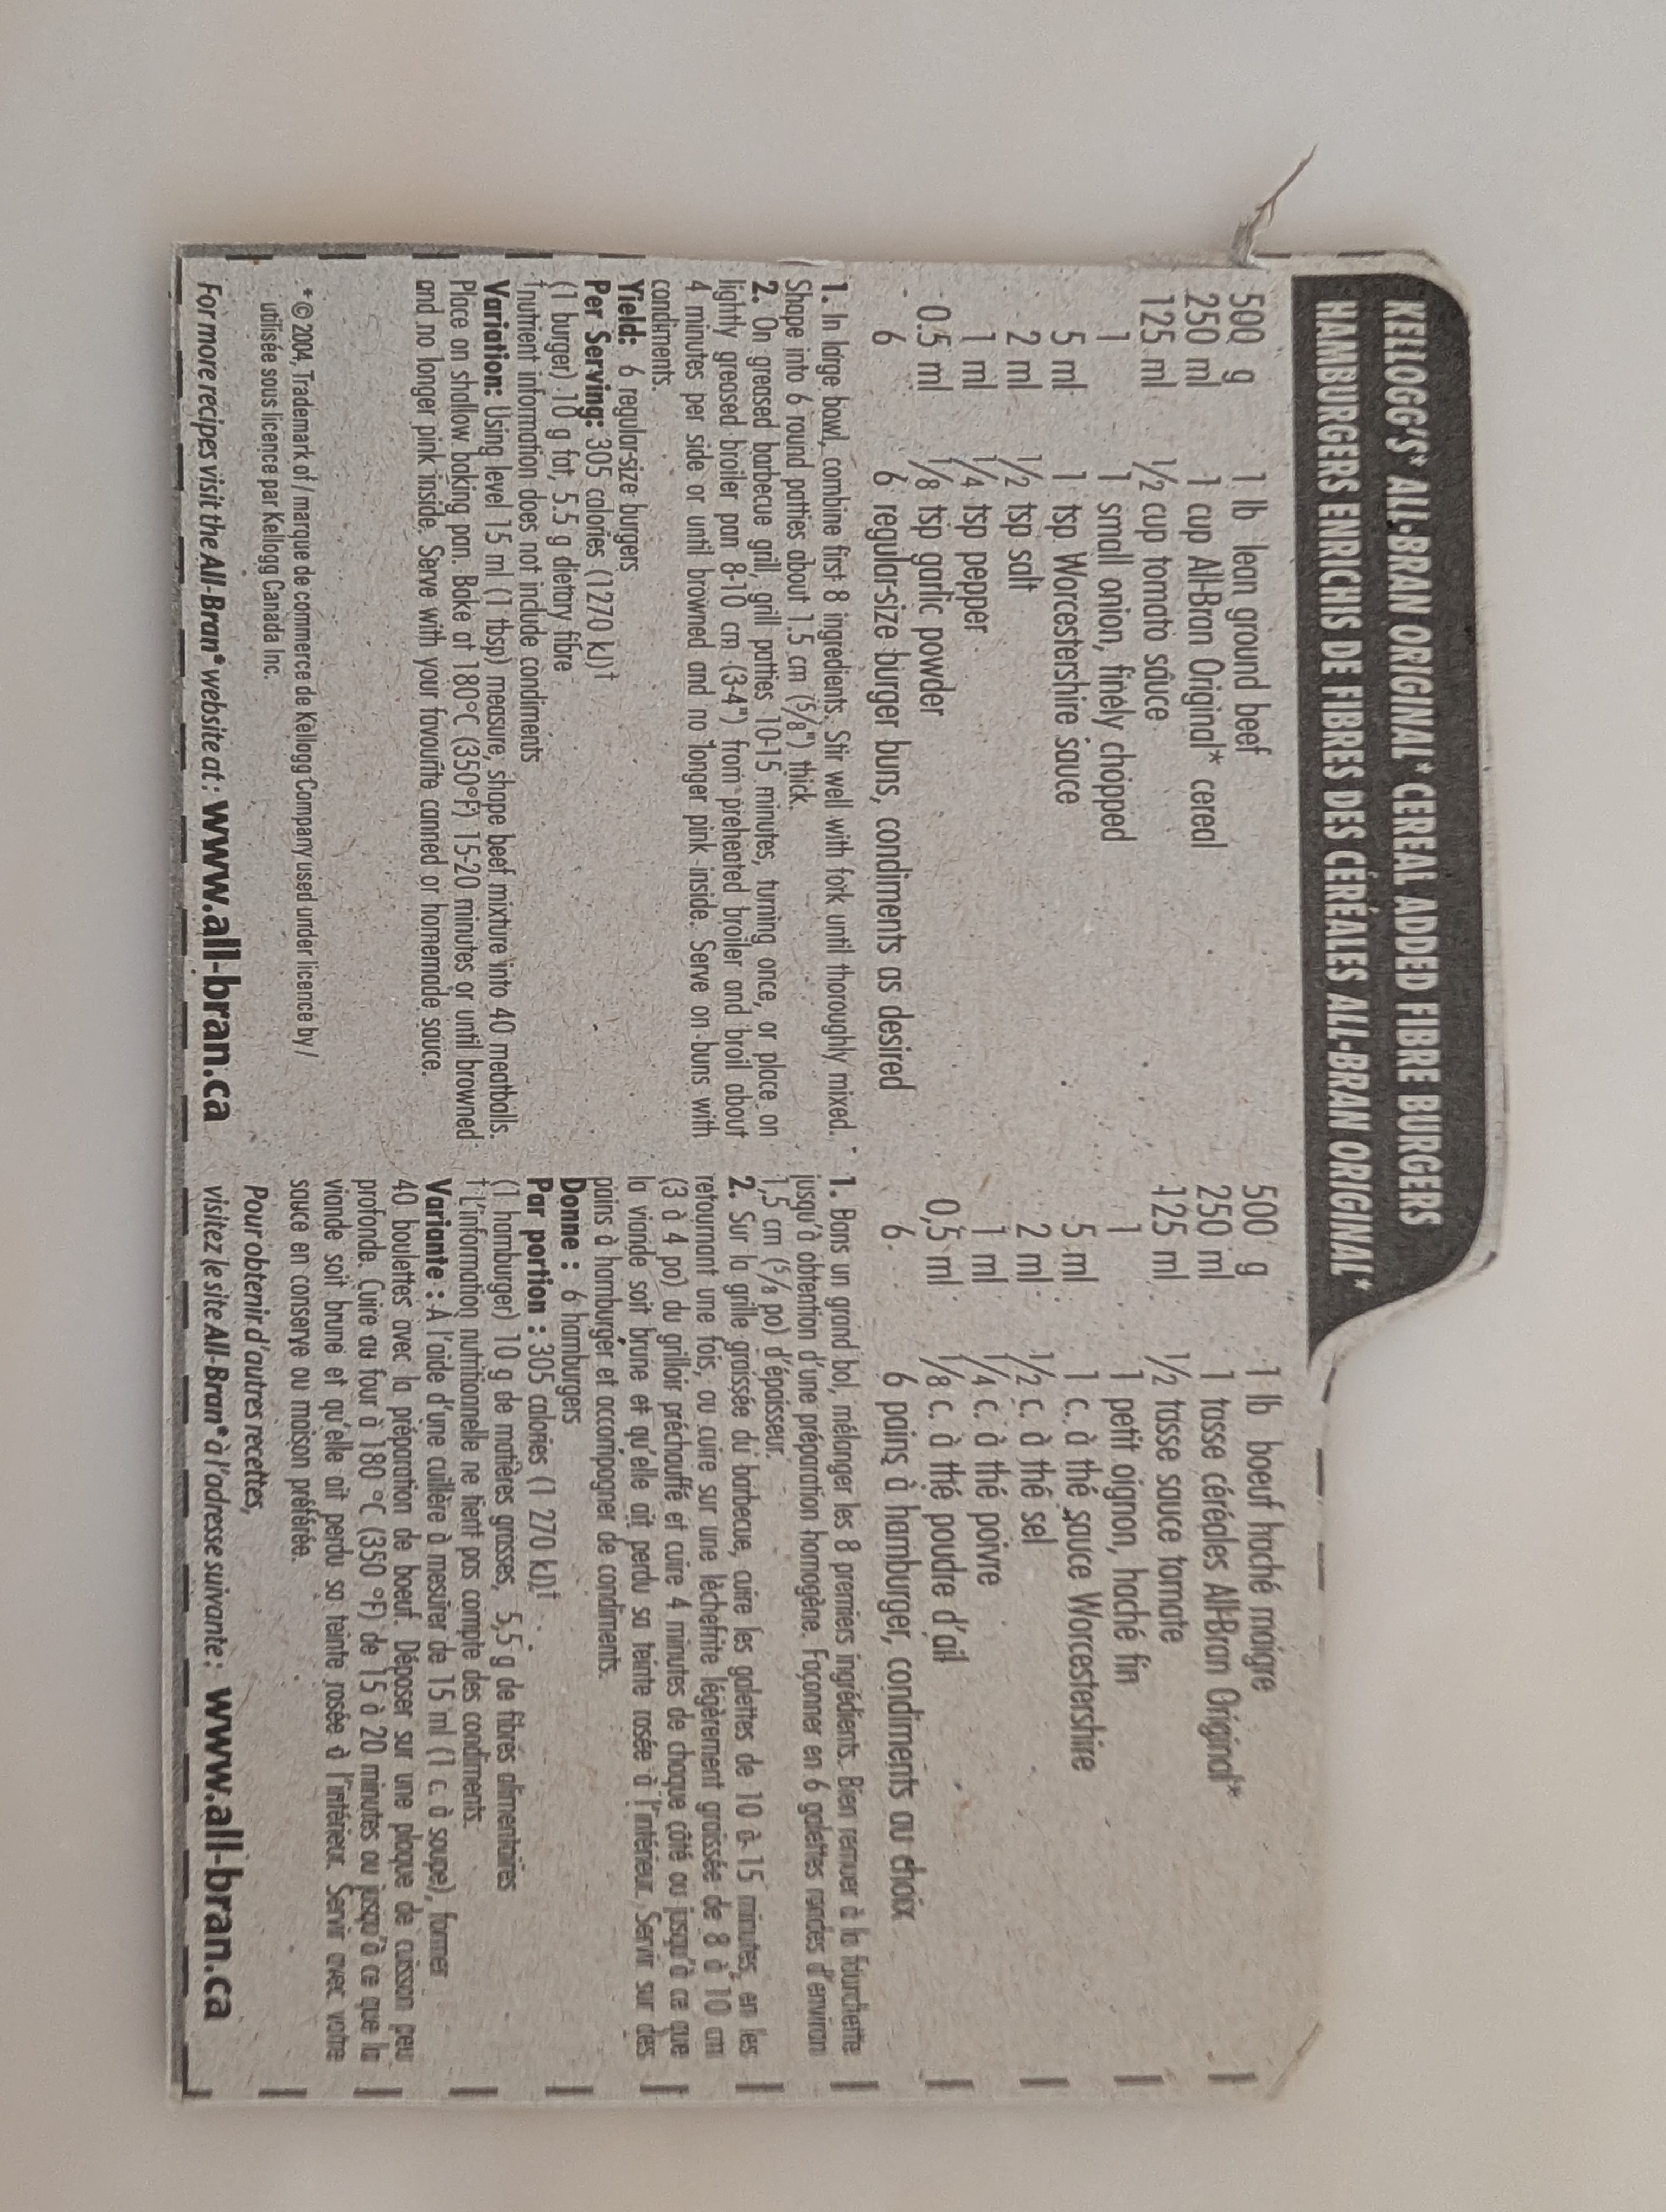 KELLOGG'S* ALL-BRAN ORIGINAL* CEREAL ADDED FIBRE BURGERS
HAMBURGERS ENRICHIS DE FIBRES DES CÉRÉALES ALL-BRAN ORIGINAL*
500 g 1 lb lean ground beef
250 ml 1 cup All-Bran Original* cereal
125 ml 1/2 cup tomato sauce
1 1 small onion, finely chopped
5 ml 1 tsp Worcestershire sauce
2 ml 1/2 tsp salt
1 ml 1/4 tsp pepper
0.5 ml 1/8 tsp garlic powder
6 6 regular-size burger buns, condiments as desired
1. In large bowl, combine first 8 ingredients. Stir well with fork until thoroughly mixed.
Shape into 6 round patties about 1.5 cm (5/8") thick.
2. On greased barbecue grill, grill patties 10-15 minutes, turning once, or place on
lightly greased broiler pan 8-10 cm (3-4") from preheated broiler and broil about
4 minutes per side or until browned and no longer pink inside. Serve on buns with
condiments.
Yield: 6 regular-size burgers
Per Serving: 305 calories (1270 kJ)†
(1 burger) 10 g fat, 5.5 g dietary fibre
†nutrient information does not include condiments
Variation: Using level 15 ml (1 tbsp) measure, shape beef mixture into 40 meatballs.
Place on shallow baking pan. Bake at 180°C (350°F) 15-20 minutes or until browned
and no longer pink inside. Serve with your favourite canned or homemade sauce.
* © 2004, Trademark of / marque de commerce de Kellogg Company used under licence by /
utilisée sous licence par Kellogg Canada Inc.
For more recipes visit the All-Bran* website at: www.all-bran.ca
500 g 1 lb boeuf haché maigre
250 ml 1 tasse céréales All-Bran Original*
125 ml 1/2 tasse sauce tomate
1 1 petit oignon, haché fin
5 ml 1 c. à thé sauce Worcestershire
2 ml 1/2 c. à thé sel
1 ml 1/4 c. à thé poivre
0,5 ml 1/8 c. à thé poudre d'ail
6 6 pains à hamburger, condiments au choix
1. Dans un grand bol, mélanger les 8 premiers ingrédients. Bien remuer à la fourchette
jusqu'à obtention d'une préparation homogène. Façonner en 6 galettes rondes d'environ
1,5 cm (5/8 po) d'épaisseur.
2. Sur la grille graissée du barbecue, cuire les galettes de 10 à 15 minutes, en les
retournant une fois, ou cuire sur une lèchefrite légèrement graissée de 8 à 10 cm
(3 à 4 po) du grilloir préchauffé et cuire 4 minutes de chaque côté ou jusqu'à ce que
la viande soit brune et qu'elle ait perdu sa teinte rosée à l'intérieur. Servir sur des
pains à hamburger et accompagner de condiments.
Donne : 6 hamburgers
Par portion : 305 calories (1 270 kJ)†
(1 hamburger) 10 g de matières grasses, 5,5 g de fibres alimentaires
† L'information nutritionnelle ne tient pas compte des condiments.
Variante : À l'aide d'une cuillère à mesurer de 15 ml (1 c. à soupe), former
40 boulettes avec la préparation de boeuf. Déposer sur une plaque de cuisson peu
profonde. Cuire au four à 180 °C (350 °F) de 15 à 20 minutes ou jusqu'à ce que la
viande soit brune et qu'elle ait perdu sa teinte rosée à l'intérieur. Servir avec votre
sauce en conserve ou maison préférée.
Pour obtenir d'autres recettes,
visitez le site All-Bran* à l'adresse suivante : www.all-bran.ca